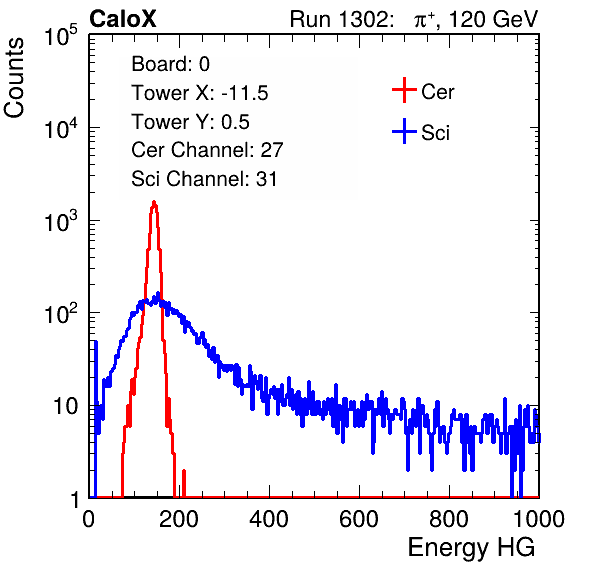 CaloX Run 1302: π⁺, 120 GeV
Board: 0
Tower X: -11.5
Tower Y: 0.5
Cer Channel: 27
Sci Channel: 31
Cer
Sci
Counts
10⁵
10⁴
10³
10²
10
1
0 200 400 600 800 1000
Energy HG